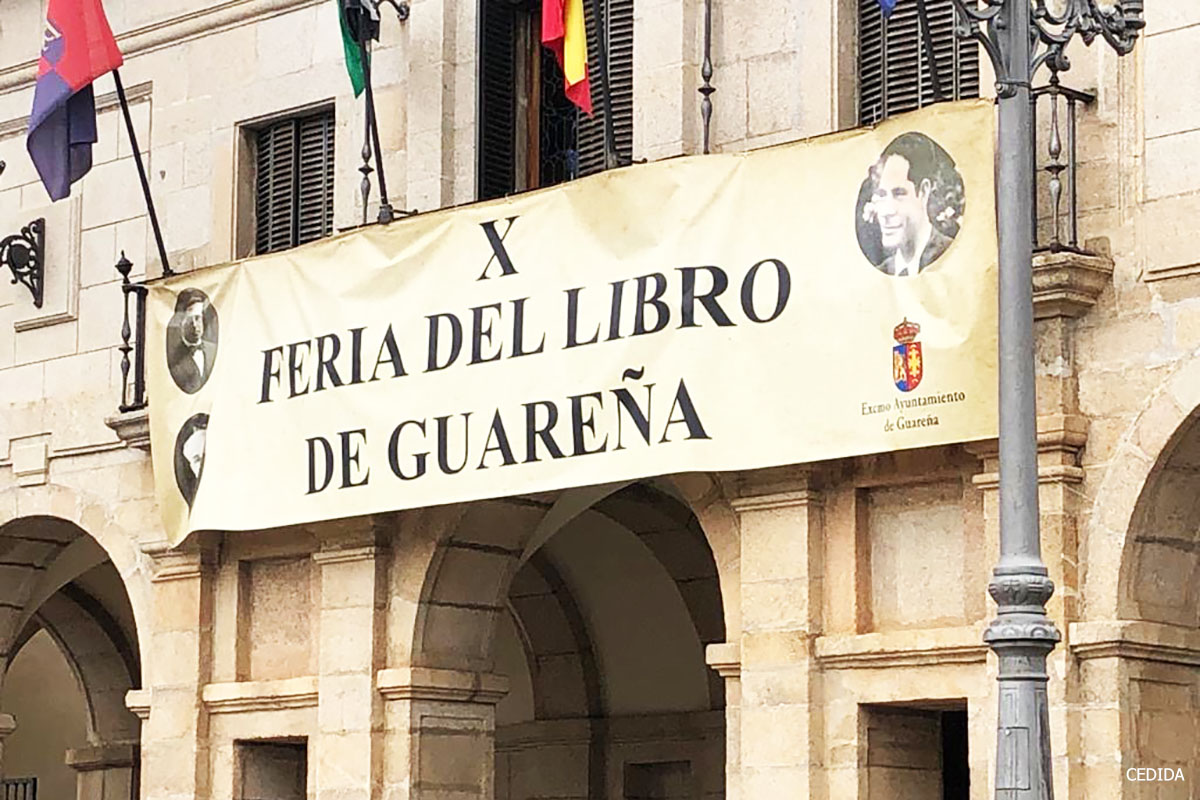 X
FERIA DEL LIBRO
DE GUAREÑA
Excmo Ayuntamiento
de Guareña
CEDIDA